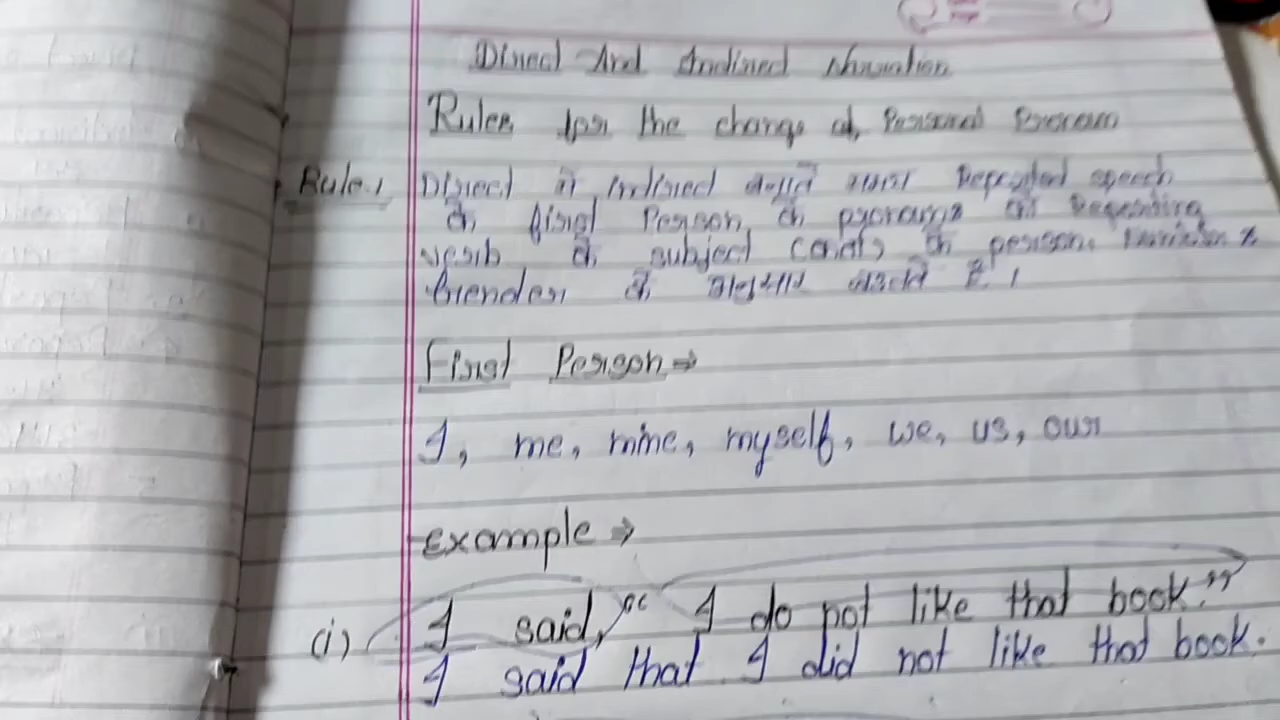 Direct And Indirect Narration
Rules for the change of Personal Pronoun
Rule.1 Direct से Indirect बनाते समय Reported speech
के first Person के pronouns को Reporting
verb के subject (कर्ता) के person, number व
Gender के अनुसार बदलते है ।
First Person ⇒
I, me, mine, myself, we, us, our
Example ⇒
(i) I said, "I do not like that book."
I said that I did not like that book.